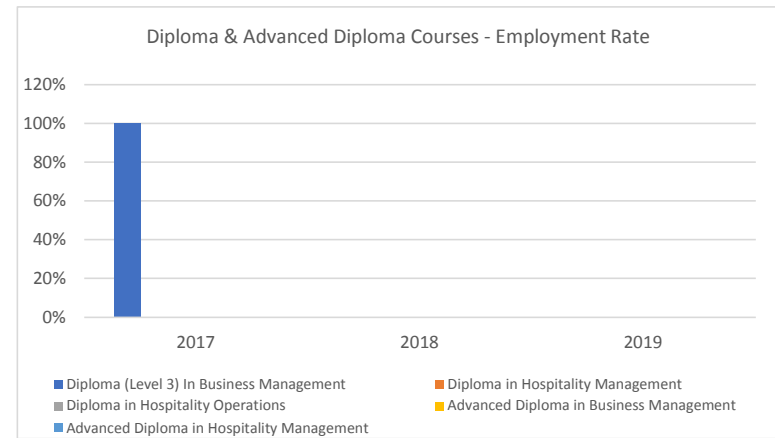 Diploma & Advanced Diploma Courses - Employment Rate
120%
100%
80%
60%
40%
20%
0%
2017 2018 2019
Diploma (Level 3) In Business Management Diploma in Hospitality Management
Diploma in Hospitality Operations Advanced Diploma in Business Management
Advanced Diploma in Hospitality Management